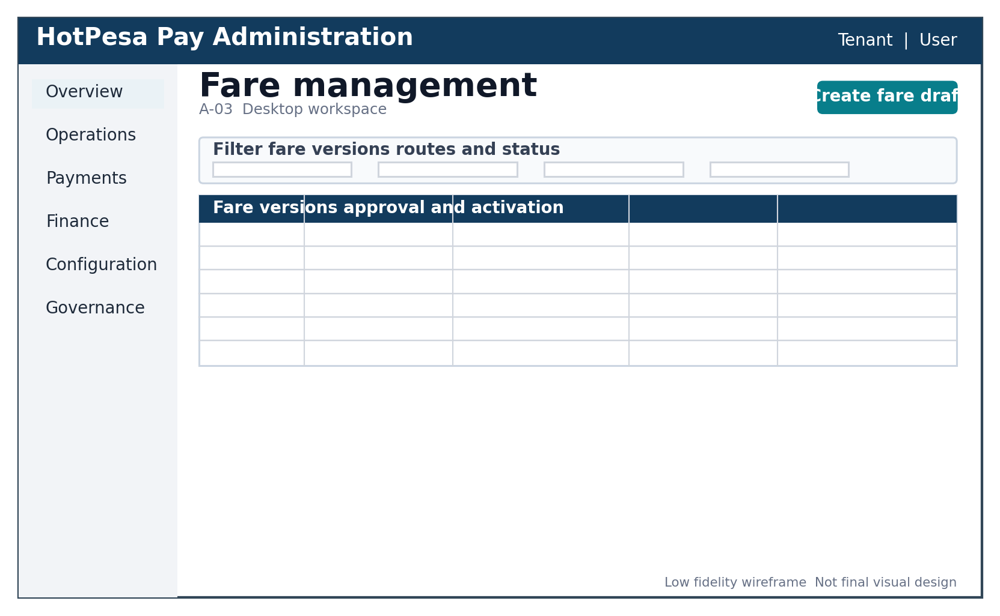 HotPesa Pay Administration
Tenant | User
Overview
Operations
Payments
Finance
Configuration
Governance
Fare management
A-03 Desktop workspace
Create fare draf
Filter fare versions routes and status
Fare versions approval and activation
Low fidelity wireframe Not final visual design